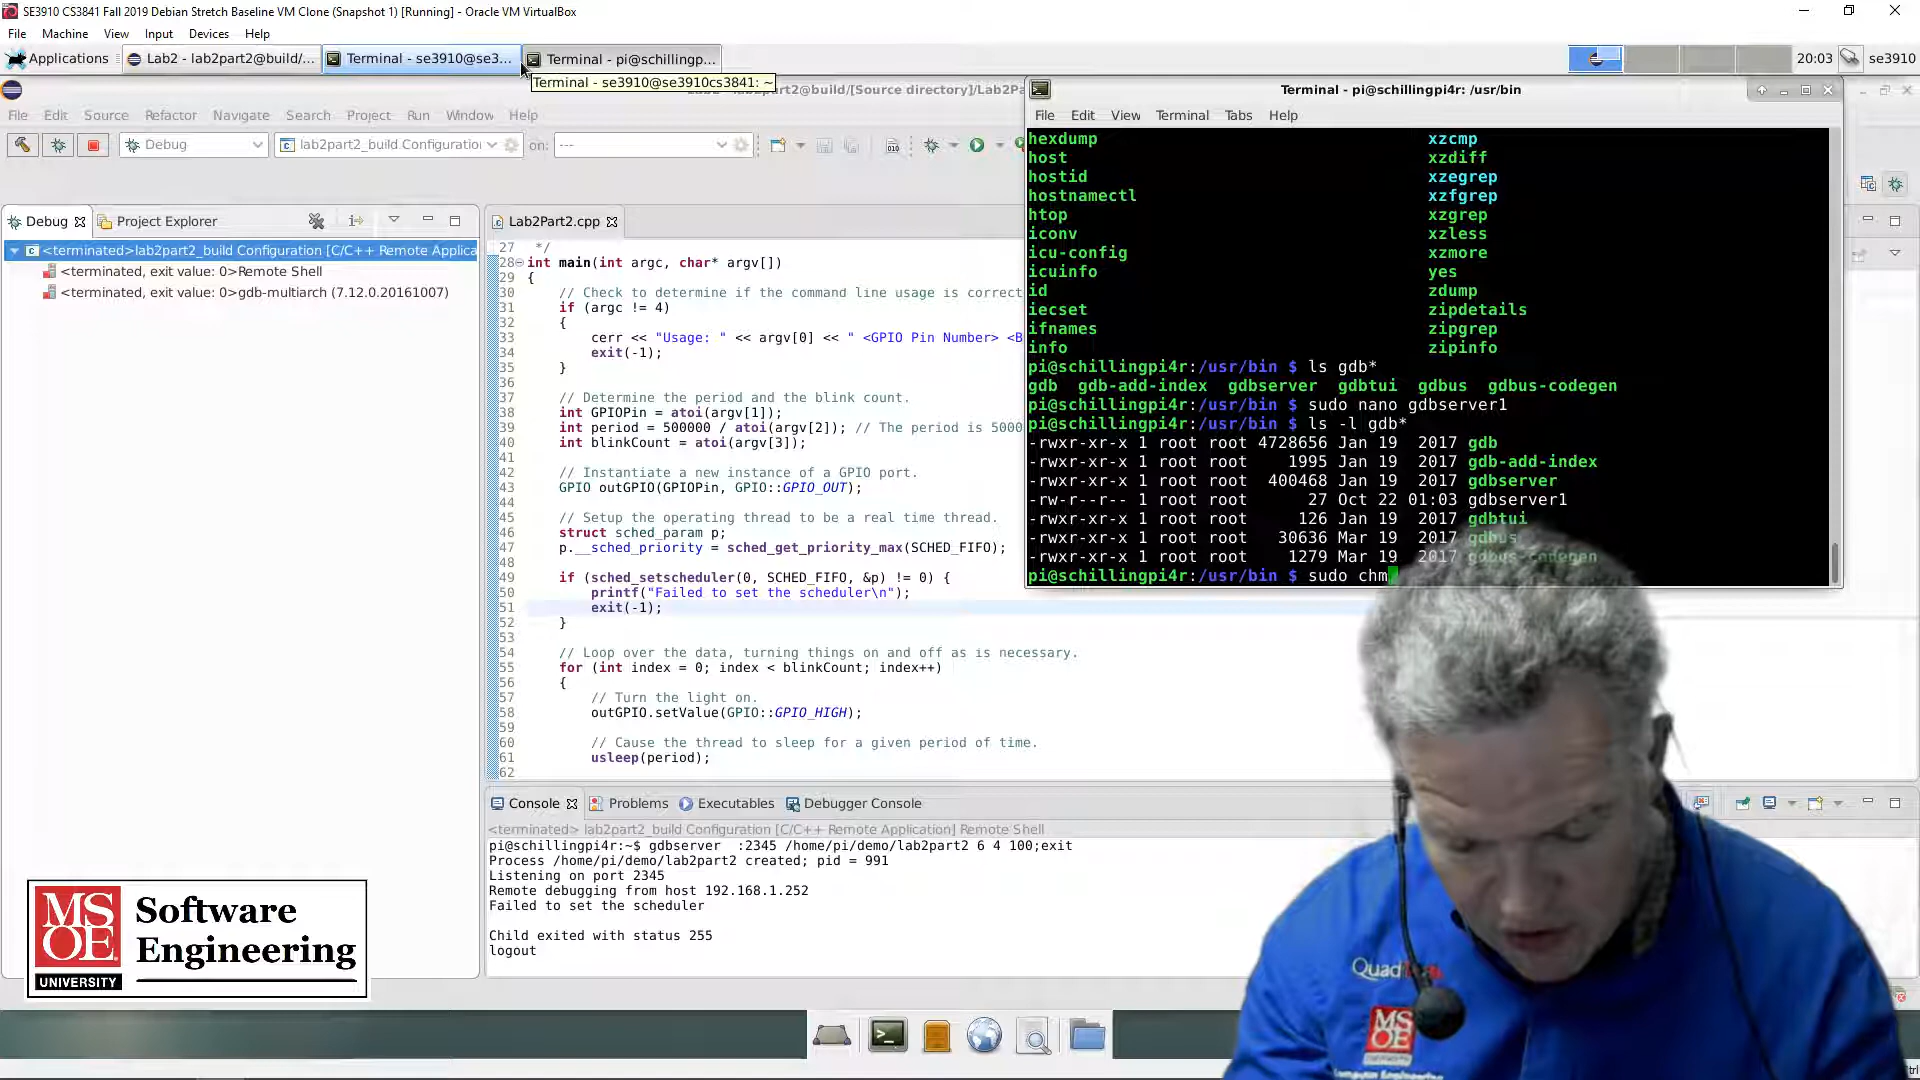 SE3910 CS3841 Fall 2019 Debian Stretch Baseline VM Clone (Snapshot 1) [Running] - Oracle VM VirtualBox
File Machine View Input Devices Help
Applications Lab2 - lab2part2@build/... Terminal - se3910@se3... Terminal - pi@schillingp... 20:03 se3910
Terminal - se3910@se3910cs3841: ~
lab2part2@build/[Source directory]/Lab2Pa
File Edit Source Refactor Navigate Search Project Run Window Help
Debug lab2part2_build Configuratio on: ---
Debug Project Explorer
<terminated>lab2part2_build Configuration [C/C++ Remote Applica
<terminated, exit value: 0>Remote Shell
<terminated, exit value: 0>gdb-multiarch (7.12.0.20161007)
Lab2Part2.cpp
27 */
28 int main(int argc, char* argv[])
29 {
30 // Check to determine if the command line usage is correct
31 if (argc != 4)
32 {
33 cerr << "Usage: " << argv[0] << " <GPIO Pin Number> <B
34 exit(-1);
35 }
36
37 // Determine the period and the blink count.
38 int GPIOPin = atoi(argv[1]);
39 int period = 500000 / atoi(argv[2]); // The period is 5000
40 int blinkCount = atoi(argv[3]);
41
42 // Instantiate a new instance of a GPIO port.
43 GPIO outGPIO(GPIOPin, GPIO::GPIO_OUT);
44
45 // Setup the operating thread to be a real time thread.
46 struct sched_param p;
47 p.__sched_priority = sched_get_priority_max(SCHED_FIFO);
48
49 if (sched_setscheduler(0, SCHED_FIFO, &p) != 0) {
50 printf("Failed to set the scheduler\n");
51 exit(-1);
52 }
53
54 // Loop over the data, turning things on and off as is necessary.
55 for (int index = 0; index < blinkCount; index++)
56 {
57 // Turn the light on.
58 outGPIO.setValue(GPIO::GPIO_HIGH);
59
60 // Cause the thread to sleep for a given period of time.
61 usleep(period);
62
Terminal - pi@schillingpi4r: /usr/bin
File Edit View Terminal Tabs Help
hexdump xzcmp
host xzdiff
hostid xzegrep
hostnamectl xzfgrep
htop xzgrep
iconv xzless
icu-config xzmore
icuinfo yes
id zdump
iecset zipdetails
ifnames zipgrep
info zipinfo
pi@schillingpi4r:/usr/bin $ ls gdb*
gdb gdb-add-index gdbserver gdbtui gdbus gdbus-codegen
pi@schillingpi4r:/usr/bin $ sudo nano gdbserver1
pi@schillingpi4r:/usr/bin $ ls -l gdb*
-rwxr-xr-x 1 root root 4728656 Jan 19 2017 gdb
-rwxr-xr-x 1 root root 1995 Jan 19 2017 gdb-add-index
-rwxr-xr-x 1 root root 400468 Jan 19 2017 gdbserver
-rw-r--r-- 1 root root 27 Oct 22 01:03 gdbserver1
-rwxr-xr-x 1 root root 126 Jan 19 2017 gdbtui
-rwxr-xr-x 1 root root 30636 Mar 19 2017 gdbus
-rwxr-xr-x 1 root root 1279 Mar 19 2017 gdbus-codegen
pi@schillingpi4r:/usr/bin $ sudo chm
Console Problems Executables Debugger Console
<terminated> lab2part2_build Configuration [C/C++ Remote Application] Remote Shell
pi@schillingpi4r:~$ gdbserver :2345 /home/pi/demo/lab2part2 6 4 100;exit
Process /home/pi/demo/lab2part2 created; pid = 991
Listening on port 2345
Remote debugging from host 192.168.1.252
Failed to set the scheduler
Child exited with status 255
logout
MSOE
UNIVERSITY
Software
Engineering
MSOE